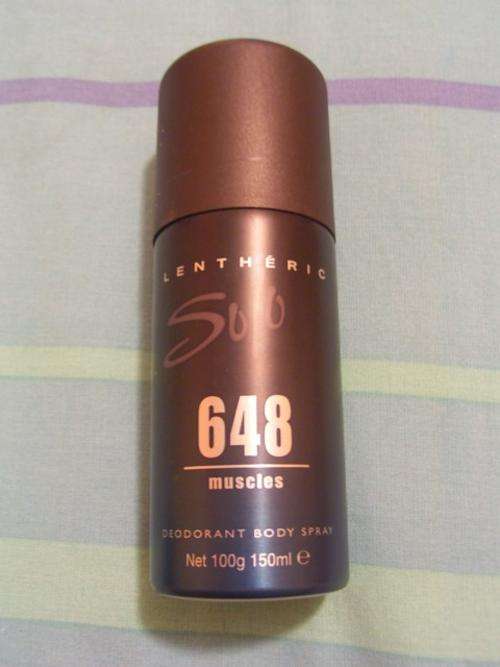 LENTHÉRIC
Solo
648
muscles
DEODORANT BODY SPRAY
Net 100g 150ml ℮